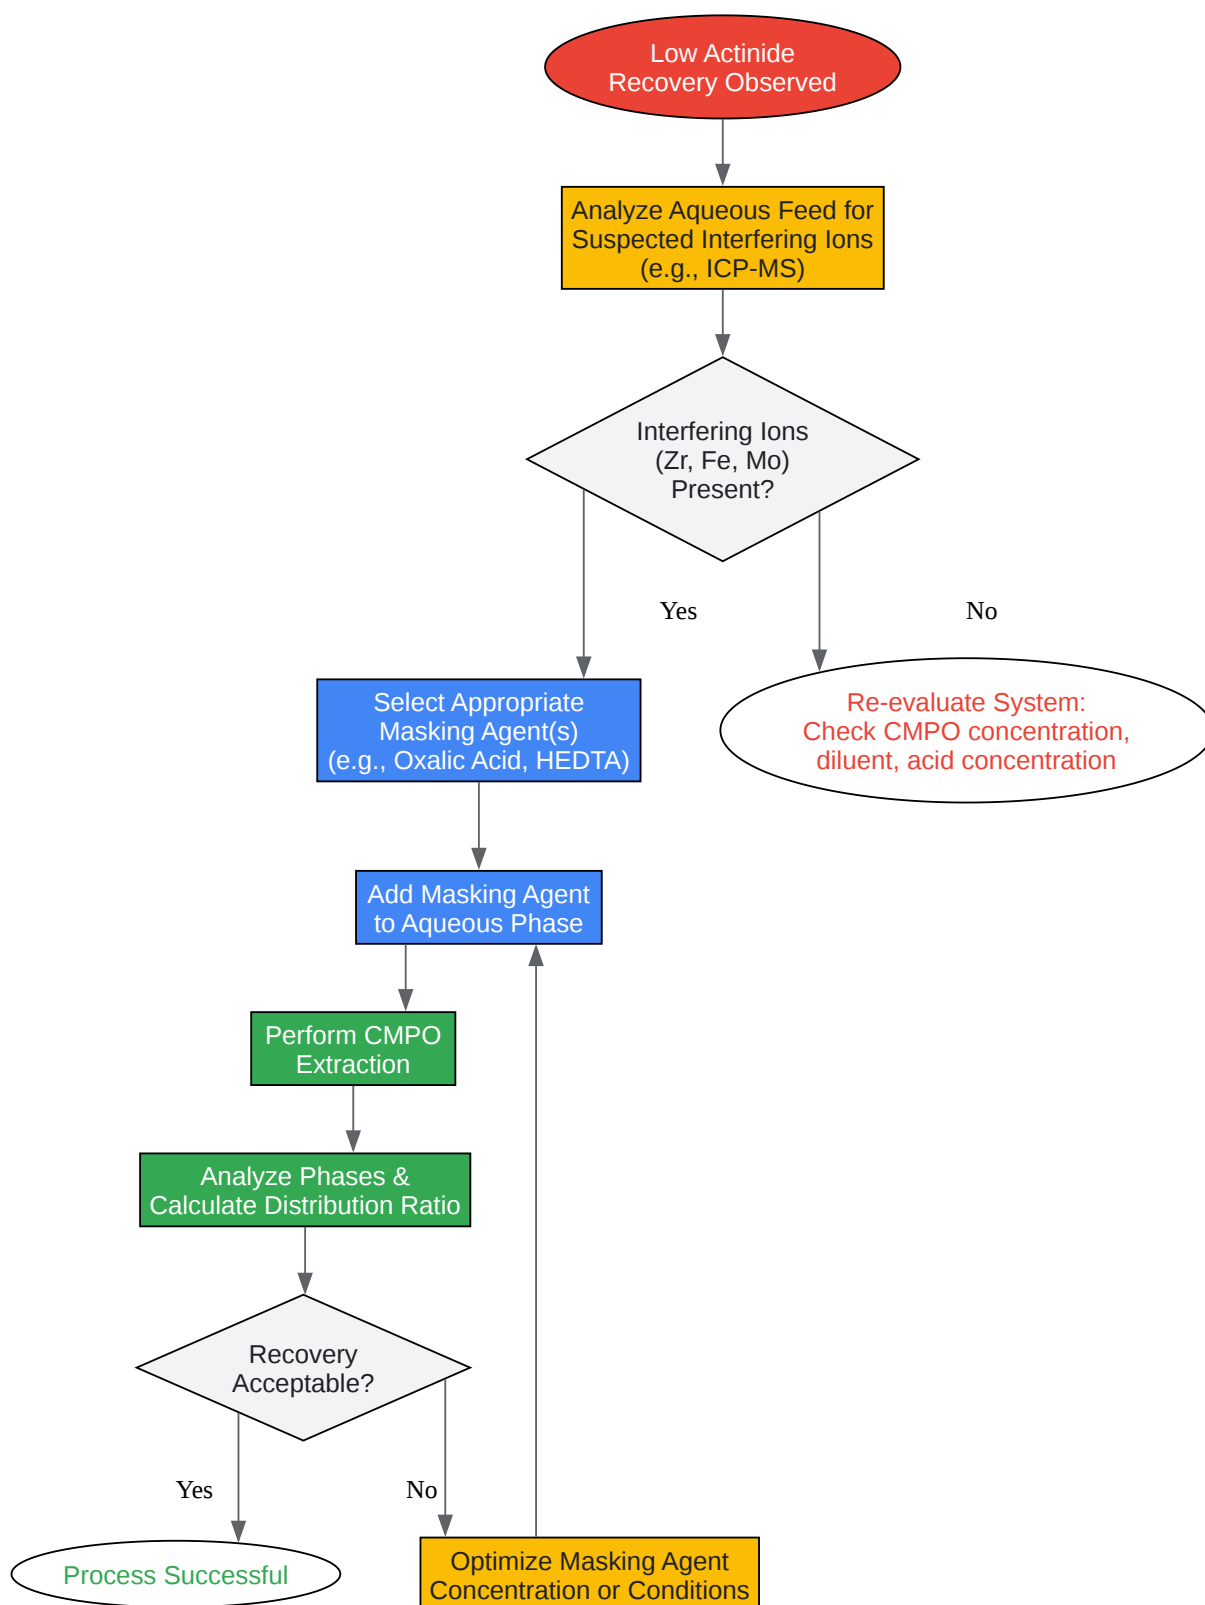 Low Actinide
Recovery Observed
Analyze Aqueous Feed for
Suspected Interfering Ions
(e.g., ICP-MS)
Interfering Ions
(Zr, Fe, Mo)
Present?
Yes
No
Select Appropriate
Masking Agent(s)
(e.g., Oxalic Acid, HEDTA)
Re-evaluate System:
Check CMPO concentration,
diluent, acid concentration
Add Masking Agent
to Aqueous Phase
Perform CMPO
Extraction
Analyze Phases &
Calculate Distribution Ratio
Recovery
Acceptable?
Yes
No
Process Successful
Optimize Masking Agent
Concentration or Conditions